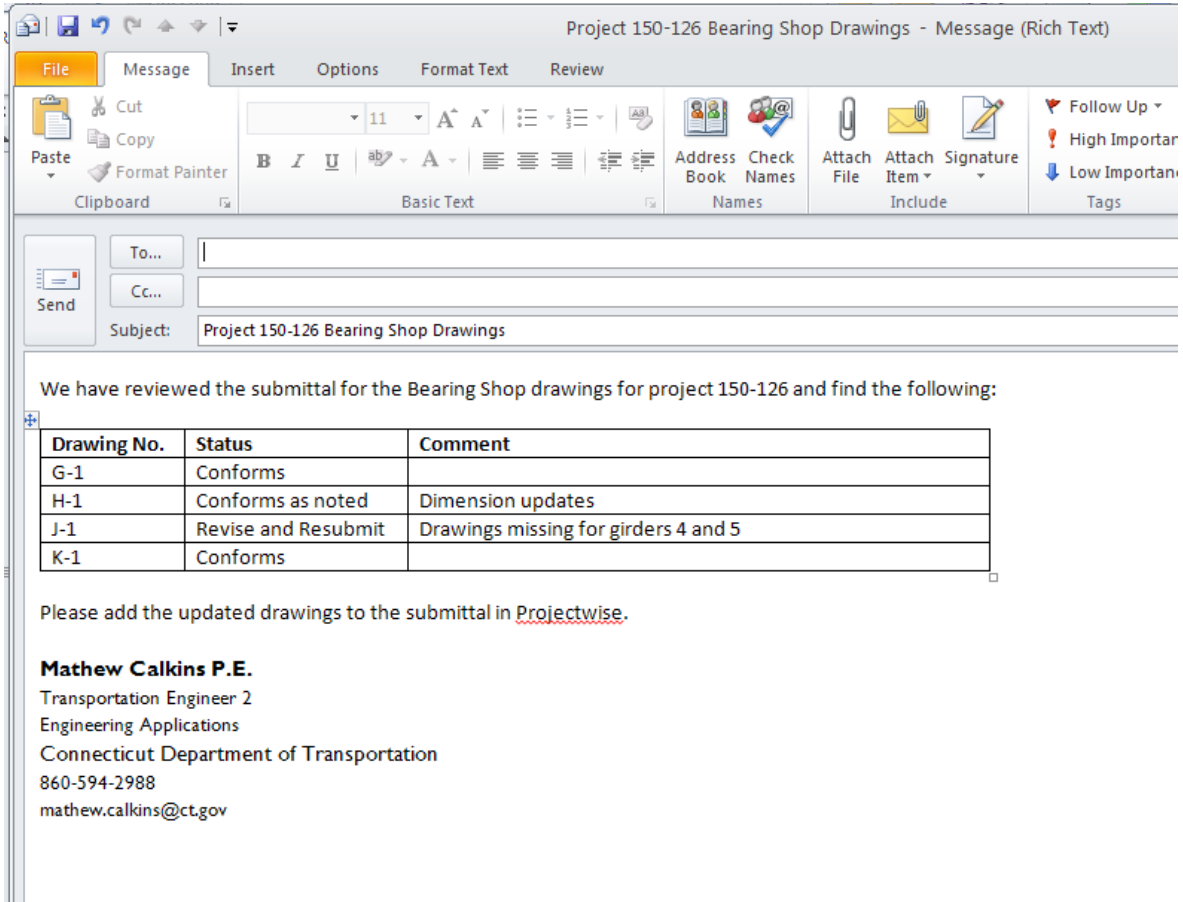 Project 150-126 Bearing Shop Drawings - Message (Rich Text)
File Message Insert Options Format Text Review
Cut
Copy
Format Painter
Paste
Clipboard
11
B I U
Basic Text
Address Book
Check Names
Names
Attach File
Attach Item
Signature
Include
Follow Up
High Importan
Low Importan
Tags
Send
To...
Cc...
Subject: Project 150-126 Bearing Shop Drawings
We have reviewed the submittal for the Bearing Shop drawings for project 150-126 and find the following:
Drawing No. Status Comment
G-1 Conforms
H-1 Conforms as noted Dimension updates
J-1 Revise and Resubmit Drawings missing for girders 4 and 5
K-1 Conforms
Please add the updated drawings to the submittal in Projectwise.
Mathew Calkins P.E.
Transportation Engineer 2
Engineering Applications
Connecticut Department of Transportation
860-594-2988
mathew.calkins@ct.gov